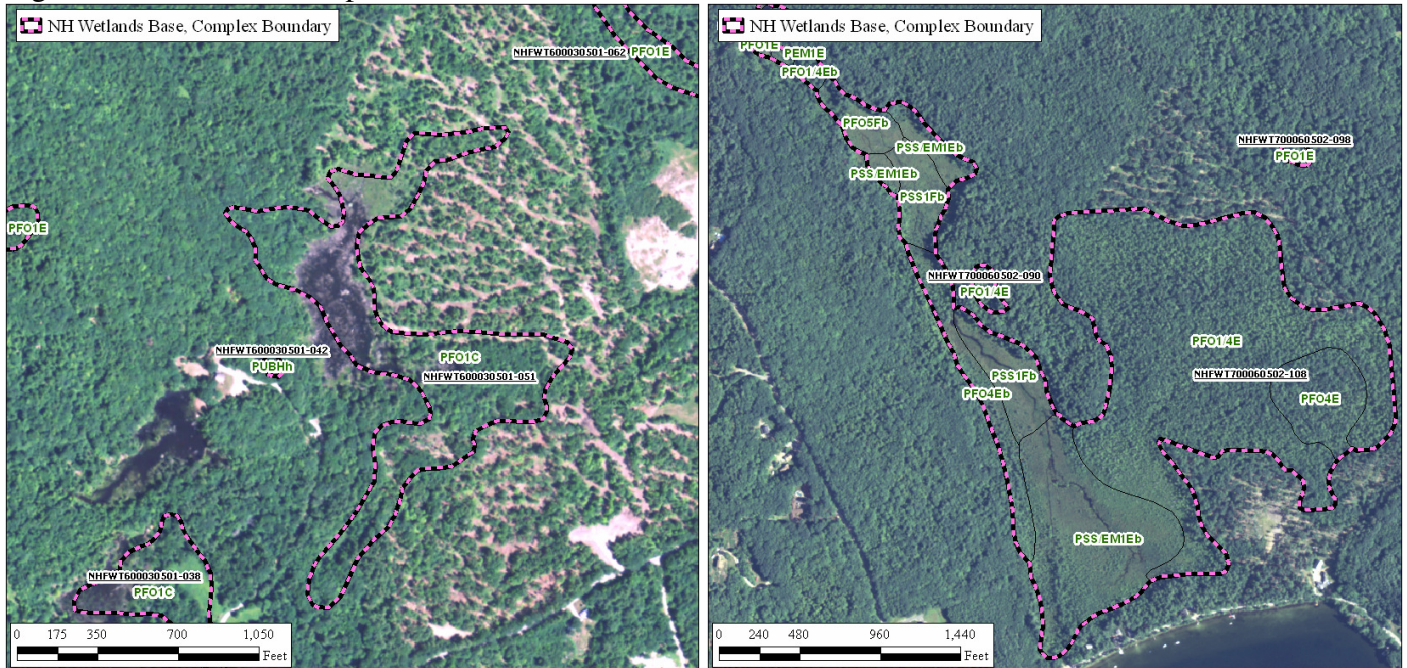 NH Wetlands Base, Complex Boundary
NHFWT600030501-062
PFO1E
PFO1E
NHFWT600030501-042
PUBHh
PFO1C
NHFWT600030501-051
NHFWT600030501-038
PFO1C
0 175 350 700 1,050
Feet
NH Wetlands Base, Complex Boundary
PFO1E
PEM1E
PFO1/4Eb
PFO5Fb
PSS/EM1Eb
PSS/EM1Eb
PSS1Fb
NHFWT700060502-098
PFO1E
NHFWT700060502-090
PFO1/4E
PFO1/4E
NHFWT700060502-108
PSS1Fb
PFO4Eb
PFO4E
PSS/EM1Eb
0 240 480 960 1,440
Feet